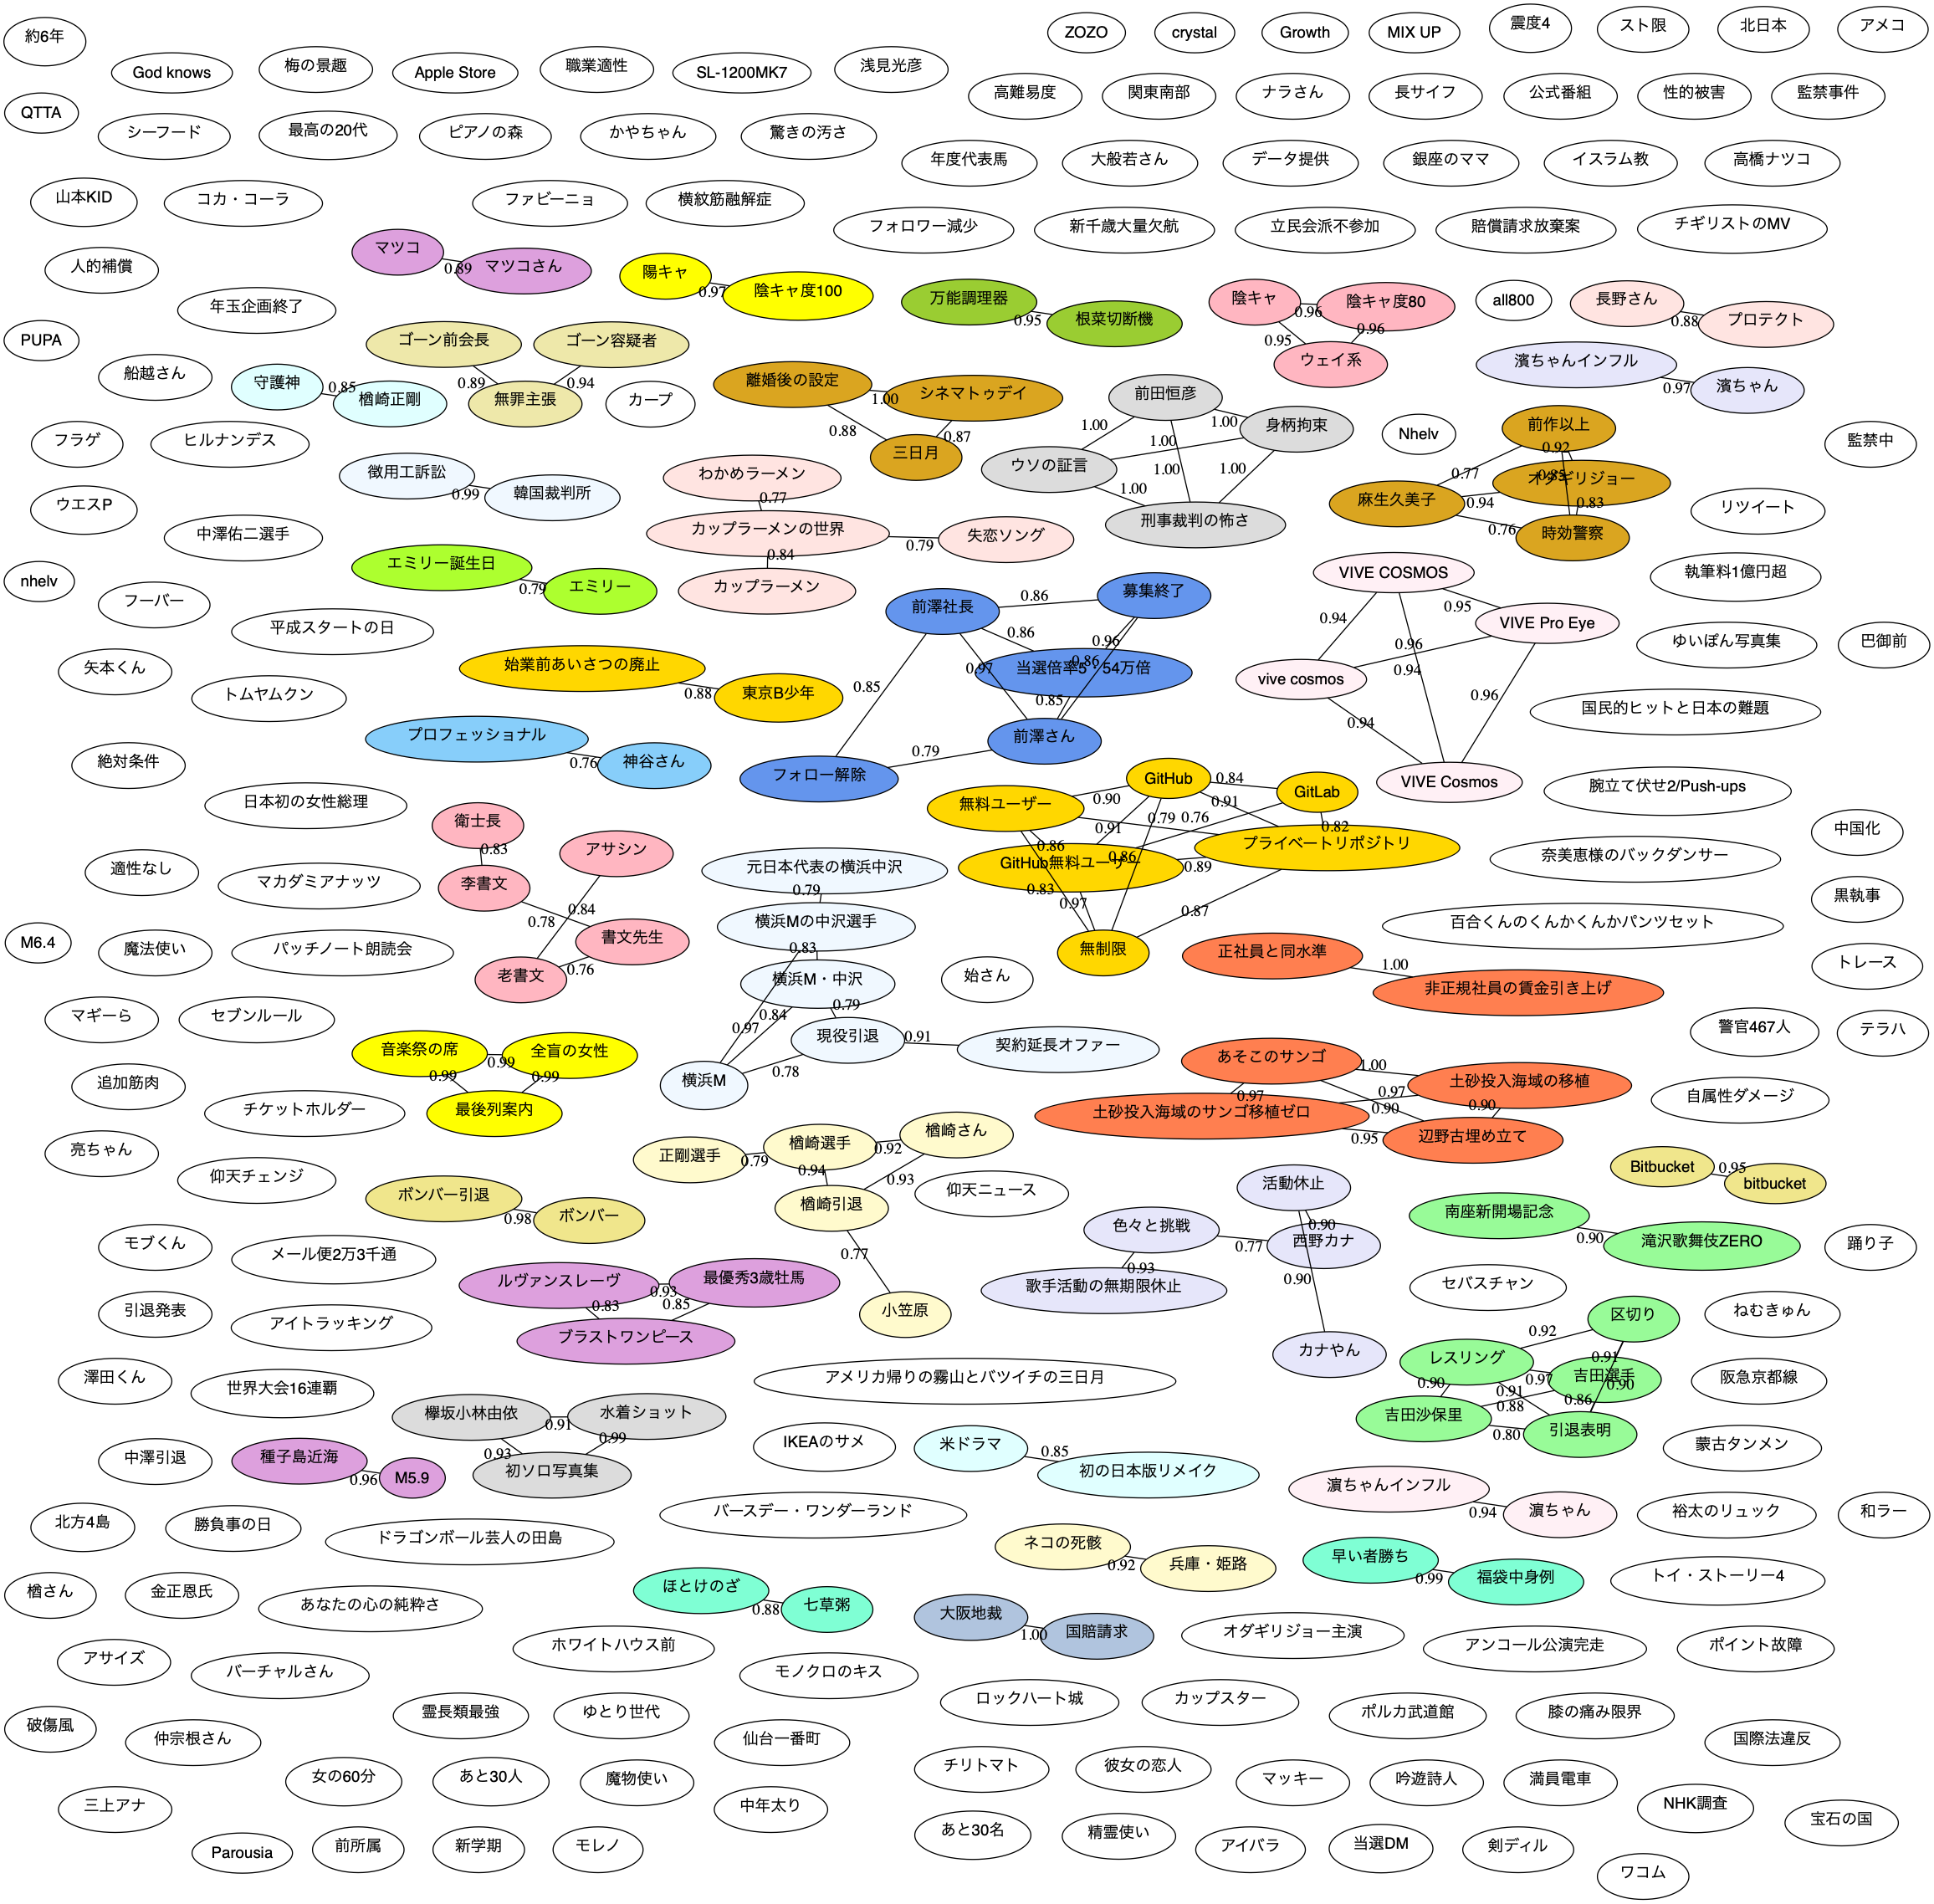 約6年
ZOZO
crystal
Growth
MIX UP
震度4
スト限
北日本
アメコ
God knows
梅の景趣
Apple Store
職業適性
SL-1200MK7
浅見光彦
高難易度
関東南部
ナラさん
長サイフ
公式番組
性的被害
監禁事件
QTTA
シーフード
最高の20代
ピアノの森
かやちゃん
驚きの汚さ
年度代表馬
大般若さん
データ提供
銀座のママ
イスラム教
高橋ナツコ
山本KID
コカ・コーラ
ファビーニョ
横紋筋融解症
フォロワー減少
新千歳大量欠航
立民会派不参加
賠償請求放棄案
チギリストのMV
人的補償
マツコ
0.89
マツコさん
陽キャ
0.97
陰キャ度100
年玉企画終了
万能調理器
0.95
根菜切断機
陰キャ
0.96
陰キャ度80
0.95
0.96
ウェイ系
all800
長野さん
0.88
プロテクト
PUPA
船越さん
ゴーン前会長
ゴーン容疑者
0.89
0.94
無罪主張
守護神
0.85
楢崎正剛
カープ
離婚後の設定
1.00
シネマトゥデイ
0.88
0.87
三日月
前田恒彦
1.00
身柄拘束
1.00
1.00
1.00
1.00
ウソの証言
1.00
刑事裁判の怖さ
濱ちゃんインフル
0.97
濱ちゃん
Nhelv
前作以上
0.92
0.77
0.85
オダギリジョー
麻生久美子
0.94
0.83
0.76
時効警察
監禁中
フラゲ
ヒルナンデス
徴用工訴訟
0.99
韓国裁判所
わかめラーメン
0.77
カップラーメンの世界
0.79
失恋ソング
0.84
カップラーメン
ウエスP
中澤佑二選手
リツイート
nhelv
フーバー
エミリー誕生日
0.79
エミリー
平成スタートの日
前澤社長
0.86
募集終了
0.86
0.96
0.97
0.86
当選倍率5〜54万倍
0.85
0.85
前澤さん
0.79
フォロー解除
VIVE COSMOS
0.95
VIVE Pro Eye
0.94
0.96
0.94
vive cosmos
0.96
0.94
VIVE Cosmos
執筆料1億円超
ゆいぽん写真集
巴御前
矢本くん
トムヤムクン
始業前あいさつの廃止
0.88
東京B少年
国民的ヒットと日本の難題
絶対条件
プロフェッショナル
0.76
神谷さん
日本初の女性総理
無料ユーザー
0.90
GitHub
0.84
GitLab
0.91
0.79
0.76
0.91
0.82
0.86
0.86
GitHub無料ユーザー
0.89
プライベートリポジトリ
0.83
0.97
0.87
無制限
腕立て伏せ2/Push-ups
中国化
奈美恵様のバックダンサー
適性なし
マカダミアナッツ
衛士長
0.83
李書文
アサシン
0.84
0.78
書文先生
0.76
老書文
元日本代表の横浜中沢
0.79
横浜Mの中沢選手
0.83
横浜M・中沢
0.79
0.84
0.97
現役引退
0.91
契約延長オファー
0.78
横浜M
黒執事
百合くんのくんかくんかパンツセット
M6.4
魔法使い
パッチノート朗読会
始さん
正社員と同水準
1.00
非正規社員の賃金引き上げ
トレース
マギーら
セブンルール
音楽祭の席
0.99
全盲の女性
0.99
0.99
最後列案内
警官467人
テラハ
追加筋肉
チケットホルダー
あそこのサンゴ
1.00
土砂投入海域の移植
0.97
0.97
0.90
0.90
土砂投入海域のサンゴ移植ゼロ
0.95
辺野古埋め立て
自属性ダメージ
亮ちゃん
仰天チェンジ
正剛選手
0.79
楢崎選手
0.92
楢崎さん
0.94
0.93
楢崎引退
0.77
小笠原
仰天ニュース
Bitbucket
0.95
bitbucket
ボンバー引退
0.98
ボンバー
活動休止
0.90
色々と挑戦
0.77
西野カナ
0.93
0.90
歌手活動の無期限休止
カナやん
南座新開場記念
0.90
滝沢歌舞伎ZERO
踊り子
モブくん
メール便2万3千通
ルヴァンスレーヴ
0.93
最優秀3歳牡馬
0.83
0.85
ブラストワンピース
セバスチャン
引退発表
アイトラッキング
区切り
0.92
レスリング
0.91
0.97
吉田選手
0.90
0.90
0.91
0.88
0.86
吉田沙保里
0.80
引退表明
ねむきゅん
澤田くん
世界大会16連覇
アメリカ帰りの霧山とバツイチの三日月
阪急京都線
欅坂小林由依
0.91
水着ショット
0.93
0.99
初ソロ写真集
IKEAのサメ
米ドラマ
0.85
初の日本版リメイク
中澤引退
種子島近海
0.96
M5.9
蒙古タンメン
濵ちゃんインフル
0.94
濵ちゃん
裕太のリュック
和ラー
北方4島
勝負事の日
ドラゴンボール芸人の田島
バースデー・ワンダーランド
ネコの死骸
0.92
兵庫・姫路
早い者勝ち
0.99
福袋中身例
トイ・ストーリー4
楢さん
金正恩氏
あなたの心の純粋さ
ほとけのざ
0.88
七草粥
大阪地裁
1.00
国賠請求
オダギリジョー主演
アンコール公演完走
ポイント故障
アサイズ
バーチャルさん
ホワイトハウス前
モノクロのキス
ロックハート城
カップスター
ポルカ武道館
膝の痛み限界
破傷風
仲宗根さん
霊長類最強
ゆとり世代
仙台一番町
国際法違反
女の60分
あと30人
魔物使い
チリトマト
彼女の恋人
マッキー
吟遊詩人
満員電車
三上アナ
中年太り
NHK調査
宝石の国
Parousia
前所属
新学期
モレノ
あと30名
精霊使い
アイバラ
当選DM
剣ディル
ワコム